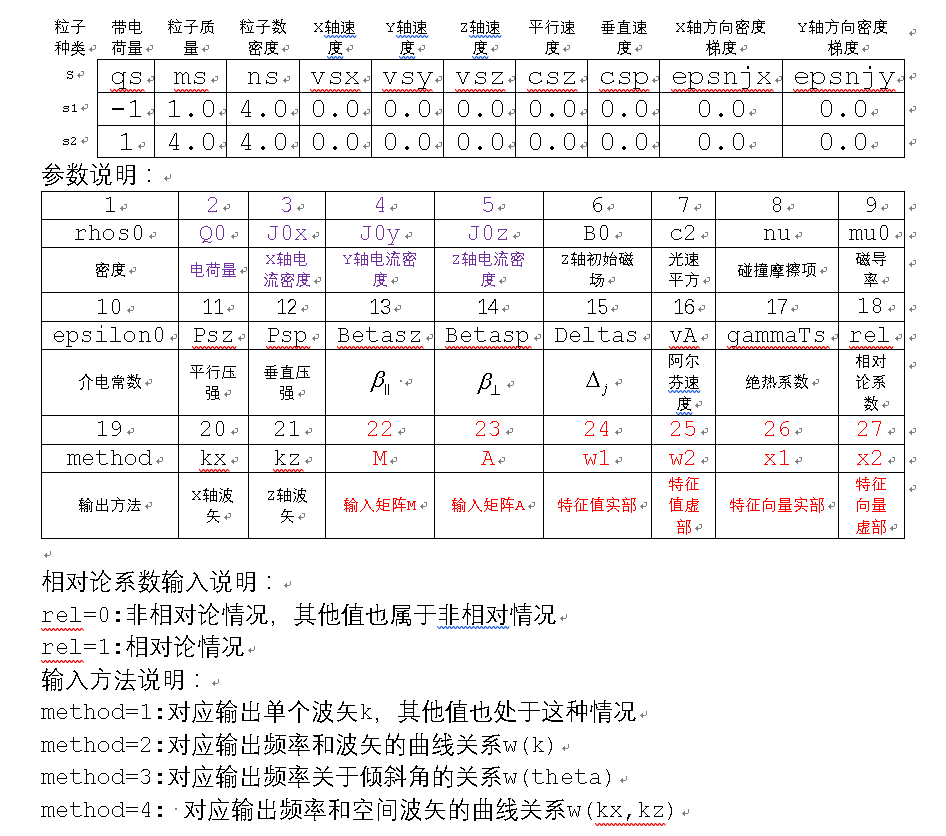 粒子种类 带电荷量 粒子质量 粒子数密度 X轴速度 Y轴速度 Z轴速度 平行速度 垂直速度 X轴方向密度梯度 Y轴方向密度梯度
s qs ms ns vsx vsy vsz csz csp epsnjx epsnjy
s1 -1 1.0 4.0 0.0 0.0 0.0 0.0 0.0 0.0 0.0
s2 1 4.0 4.0 0.0 0.0 0.0 0.0 0.0 0.0 0.0
参数说明：
1 2 3 4 5 6 7 8 9
rhos0 Q0 J0x J0y J0z B0 c2 nu mu0
密度 电荷量 X轴电流密度 Y轴电流密度 Z轴电流密度 Z轴初始磁场 光速平方 碰撞摩擦项 磁导率
10 11 12 13 14 15 16 17 18
epsilon0 Psz Psp Betasz Betasp Deltas vA gammaTs rel
介电常数 平行压强 垂直压强 β∥ β⊥ Δj 阿尔芬速度 绝热系数 相对论系数
19 20 21 22 23 24 25 26 27
method kx kz M A w1 w2 x1 x2
输出方法 X轴波矢 Z轴波矢 输入矩阵M 输入矩阵A 特征值实部 特征值虚部 特征向量实部 特征向量虚部
相对论系数输入说明：
rel=0:非相对论情况，其他值也属于非相对情况
rel=1:相对论情况
输入方法说明：
method=1:对应输出单个波矢k，其他值也处于这种情况
method=2:对应输出频率和波矢的曲线关系w(k)
method=3:对应输出频率关于倾斜角的关系w(theta)
method=4: 对应输出频率和空间波矢的曲线关系w(kx,kz)